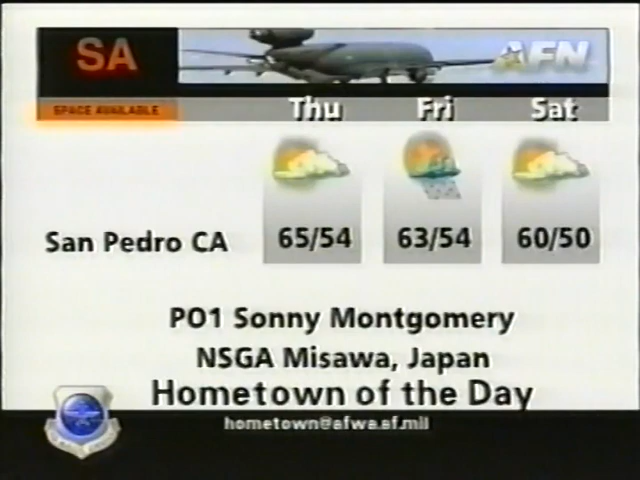 SA
AFN
SPACE AVAILABLE
Thu Fri Sat
San Pedro CA 65/54 63/54 60/50
PO1 Sonny Montgomery
NSGA Misawa, Japan
Hometown of the Day
hometown@afwa.af.mil